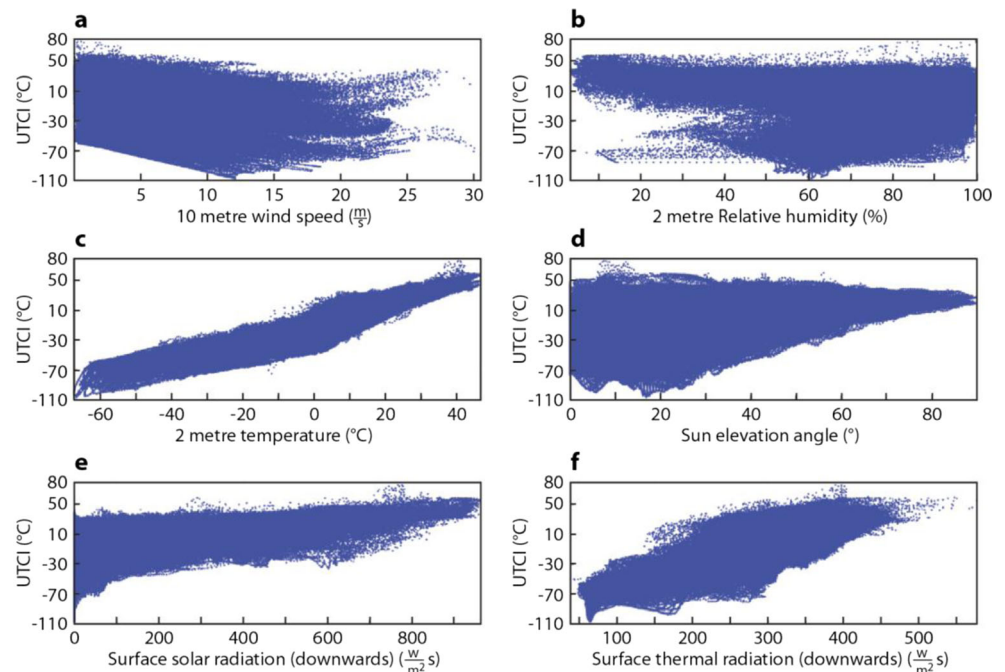 a
80
50
10
-30
-70
-110
UTCI (°C)
5 10 15 20 25 30
10 metre wind speed (m/s)
b
80
50
10
-30
-70
-110
UTCI (°C)
20 40 60 80 100
2 metre Relative humidity (%)
c
80
50
10
-30
-70
-110
UTCI (°C)
-60 -40 -20 0 20 40
2 metre temperature (°C)
d
80
50
10
-30
-70
-110
UTCI (°C)
0 20 40 60 80
Sun elevation angle (°)
e
80
50
10
-30
-70
-110
UTCI (°C)
0 200 400 600 800
Surface solar radiation (downwards) (w/m² s)
f
80
50
10
-30
-70
-110
UTCI (°C)
100 200 300 400 500
Surface thermal radiation (downwards) (w/m² s)